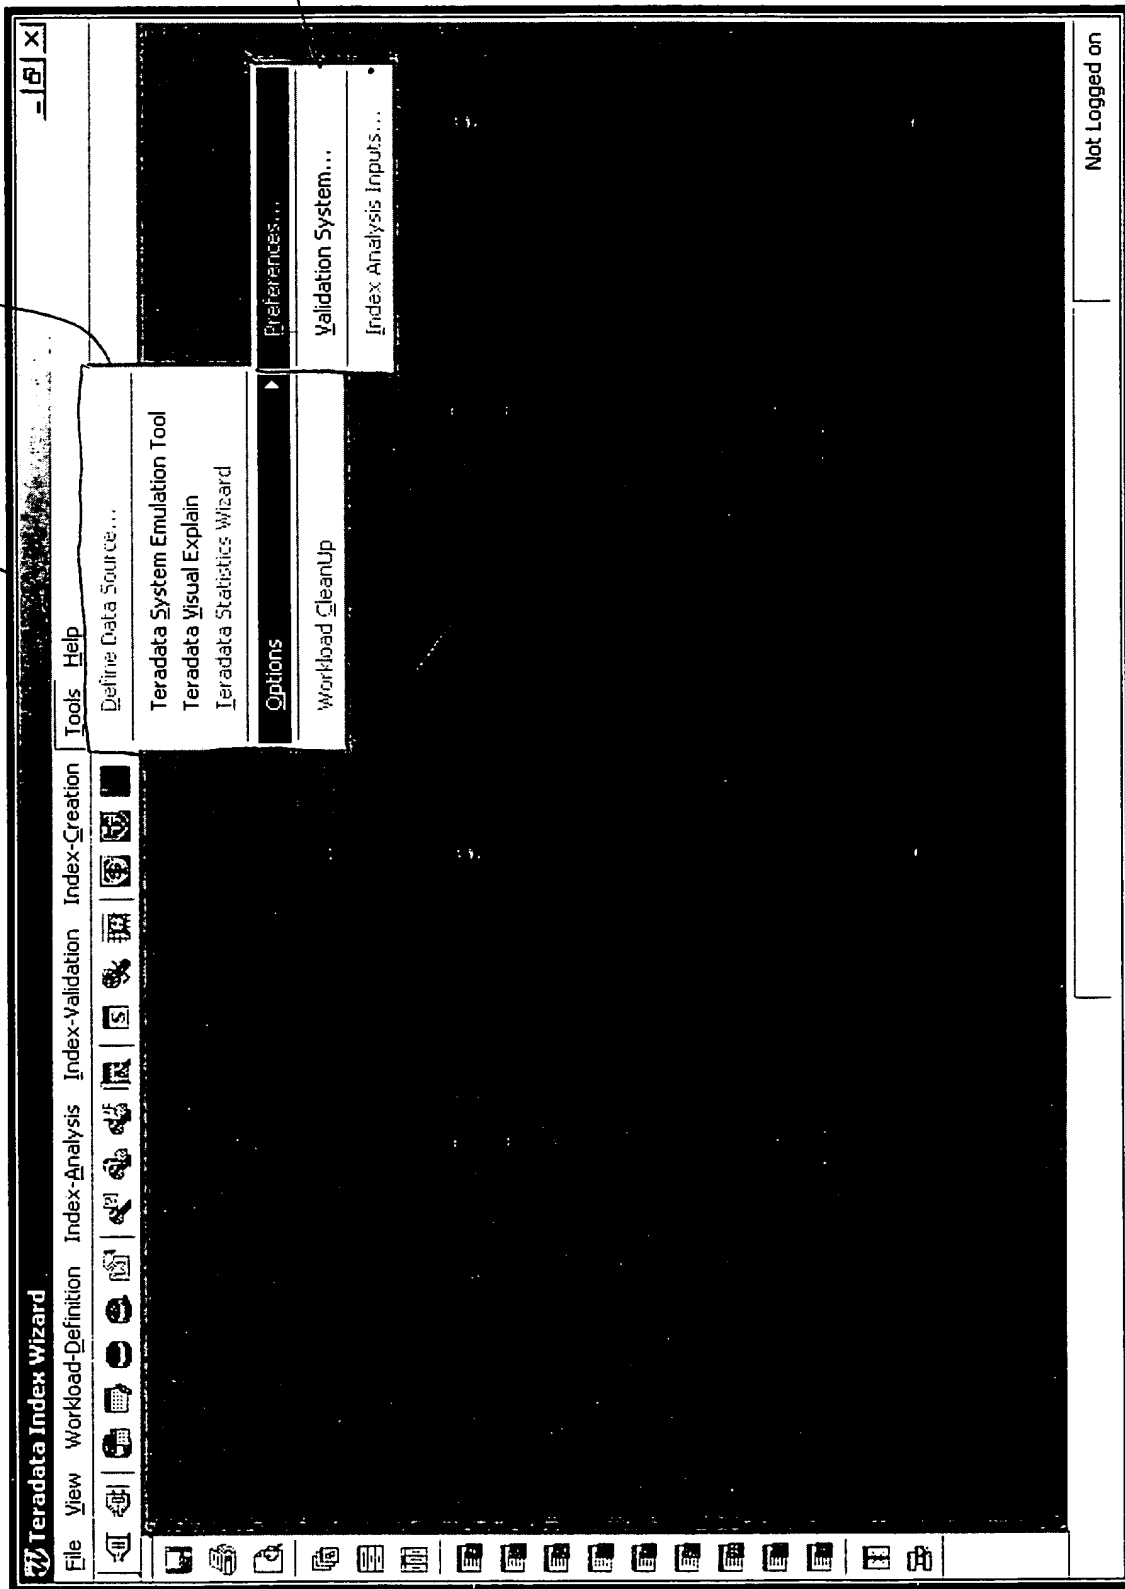 Teradata Index Wizard
File View Workload-Definition Index-Analysis Index-Validation Index-Creation Tools Help
Define Data Source...
Teradata System Emulation Tool
Teradata Visual Explain
Teradata Statistics Wizard
Options
Preferences...
Workload CleanUp
Validation System...
Index Analysis Inputs...
Not Logged on